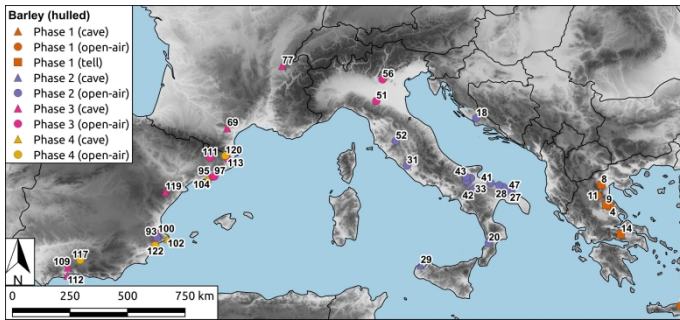 Barley (hulled)
Phase 1 (cave)
Phase 1 (open-air)
Phase 1 (tell)
Phase 2 (cave)
Phase 2 (open-air)
Phase 3 (cave)
Phase 3 (open-air)
Phase 4 (cave)
Phase 4 (open-air)
77
56
51
18
69
52
111
120
113
31
95
97
104
43
41
47
8
119
33
28
27
11
9
42
4
93
100
14
102
20
122
117
109
29
112
N
0 250 500 750 km